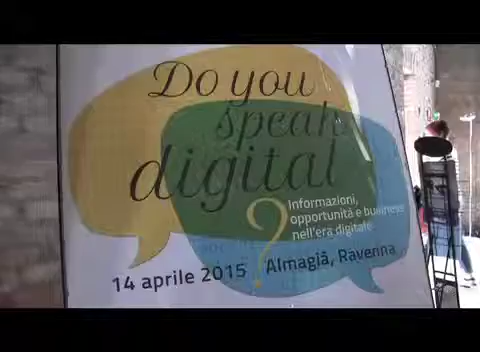 Do you
speak
digital
?
Informazioni,
opportunità e business
nell'era digitale
14 aprile 2015 Almagià, Ravenna